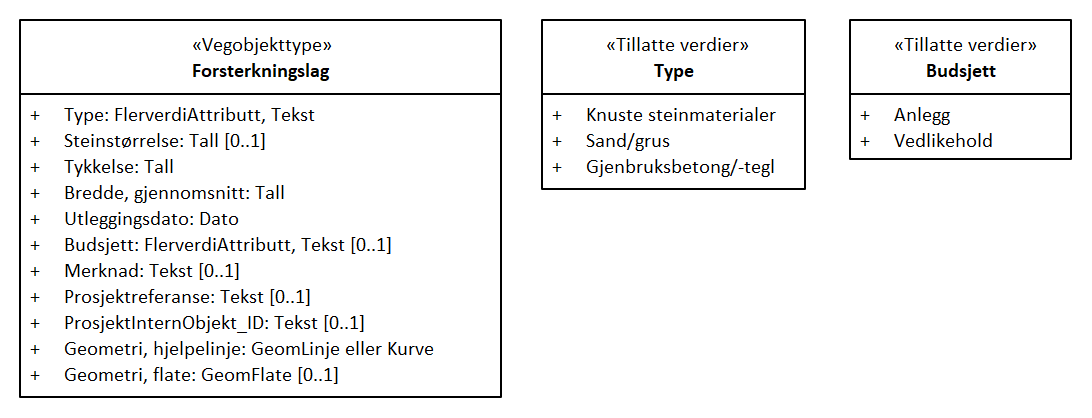 «Vegobjekttype»
Forsterkningslag
+ Type: FlerverdiAttributt, Tekst
+ Steinstørrelse: Tall [0..1]
+ Tykkelse: Tall
+ Bredde, gjennomsnitt: Tall
+ Utleggingsdato: Dato
+ Budsjett: FlerverdiAttributt, Tekst [0..1]
+ Merknad: Tekst [0..1]
+ Prosjektreferanse: Tekst [0..1]
+ ProsjektInternObjekt_ID: Tekst [0..1]
+ Geometri, hjelpelinje: GeomLinje eller Kurve
+ Geometri, flate: GeomFlate [0..1]
«Tillatte verdier»
Type
+ Knuste steinmaterialer
+ Sand/grus
+ Gjenbruksbetong/-tegl
«Tillatte verdier»
Budsjett
+ Anlegg
+ Vedlikehold